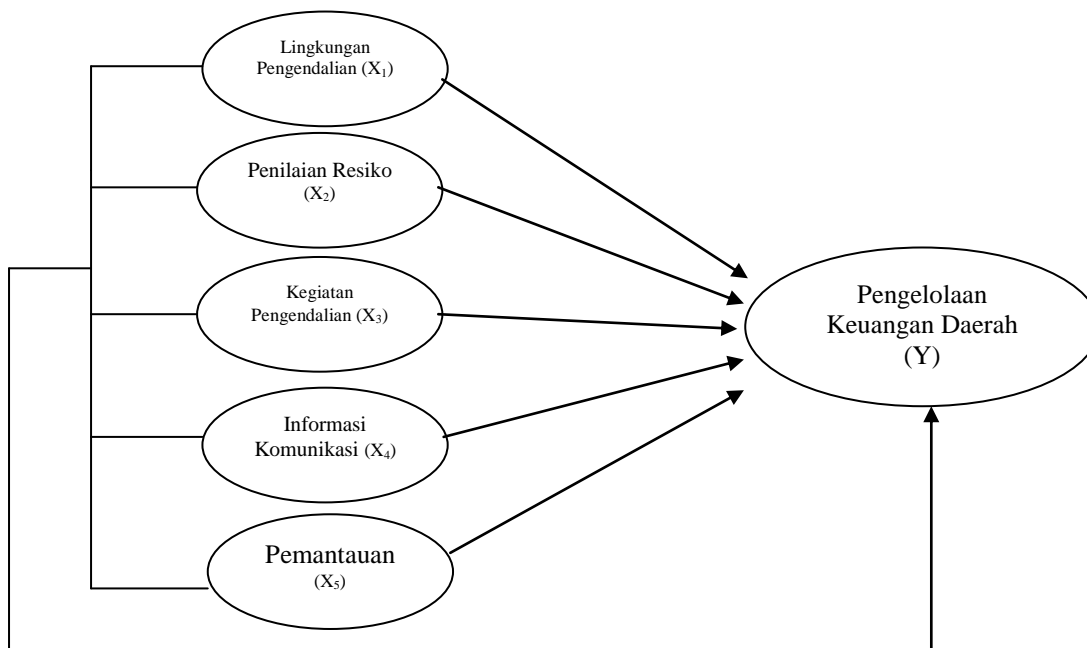 Lingkungan
Pengendalian (X₁)
Penilaian Resiko
(X₂)
Kegiatan
Pengendalian (X₃)
Informasi
Komunikasi (X₄)
Pemantauan
(X₅)
Pengelolaan
Keuangan Daerah
(Y)